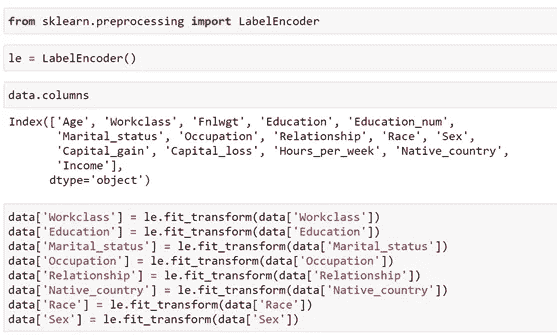 from sklearn.preprocessing import LabelEncoder
le = LabelEncoder()
data.columns
Index(['Age', 'Workclass', 'Fnlwgt', 'Education', 'Education_num',
'Marital_status', 'Occupation', 'Relationship', 'Race', 'Sex',
'Capital_gain', 'Capital_loss', 'Hours_per_week', 'Native_country',
'Income'],
dtype='object')
data['Workclass'] = le.fit_transform(data['Workclass'])
data['Education'] = le.fit_transform(data['Education'])
data['Marital_status'] = le.fit_transform(data['Marital_status'])
data['Occupation'] = le.fit_transform(data['Occupation'])
data['Relationship'] = le.fit_transform(data['Relationship'])
data['Native_country'] = le.fit_transform(data['Native_country'])
data['Race'] = le.fit_transform(data['Race'])
data['Sex'] = le.fit_transform(data['Sex'])